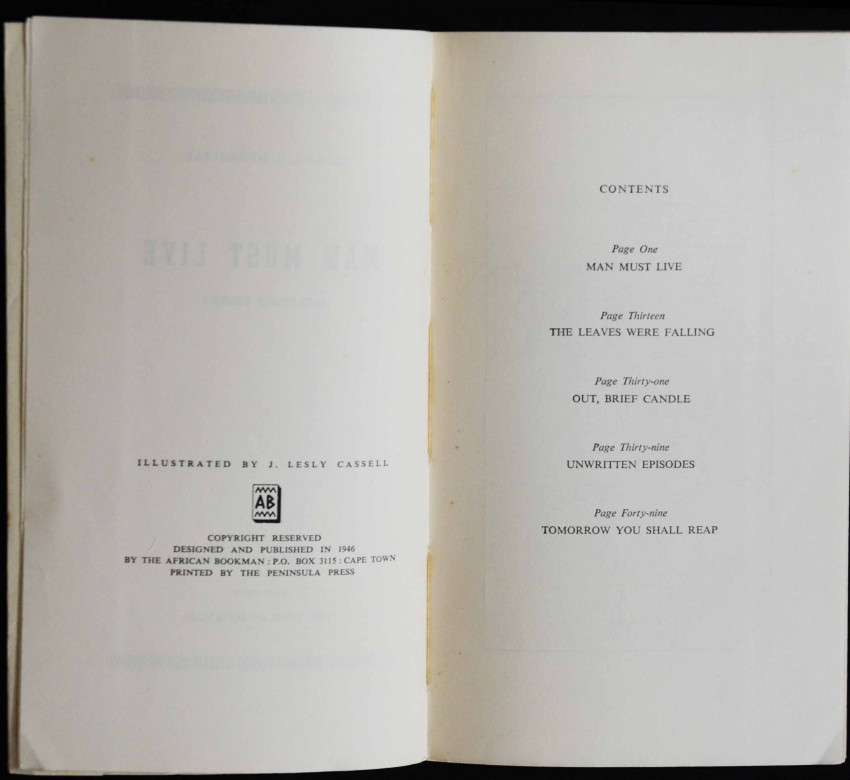 ILLUSTRATED BY J. LESLY CASSELL
AB
COPYRIGHT RESERVED
DESIGNED AND PUBLISHED IN 1946
BY THE AFRICAN BOOKMAN : P.O. BOX 3115 : CAPE TOWN
PRINTED BY THE PENINSULA PRESS
CONTENTS
Page One
MAN MUST LIVE
Page Thirteen
THE LEAVES WERE FALLING
Page Thirty-one
OUT, BRIEF CANDLE
Page Thirty-nine
UNWRITTEN EPISODES
Page Forty-nine
TOMORROW YOU SHALL REAP